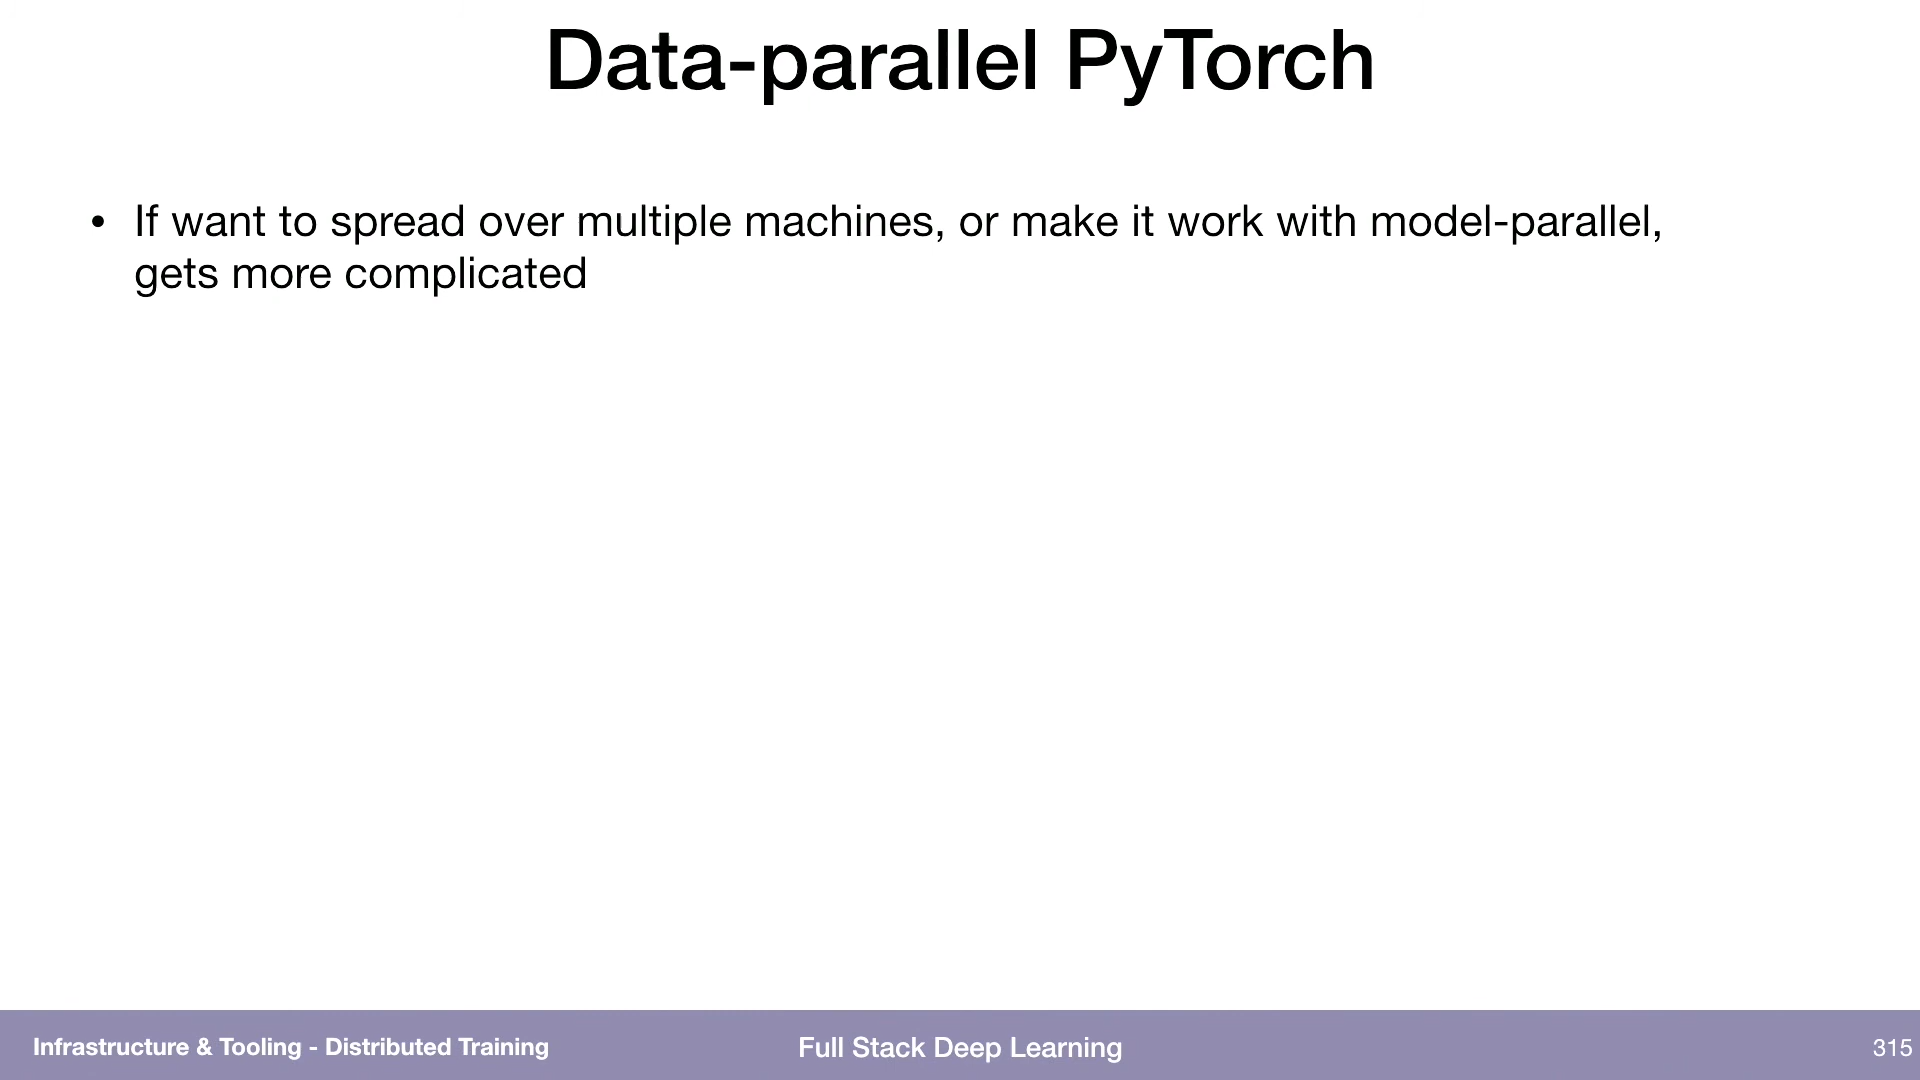 Data-parallel PyTorch
• If want to spread over multiple machines, or make it work with model-parallel,
gets more complicated
Infrastructure & Tooling - Distributed Training
Full Stack Deep Learning
315